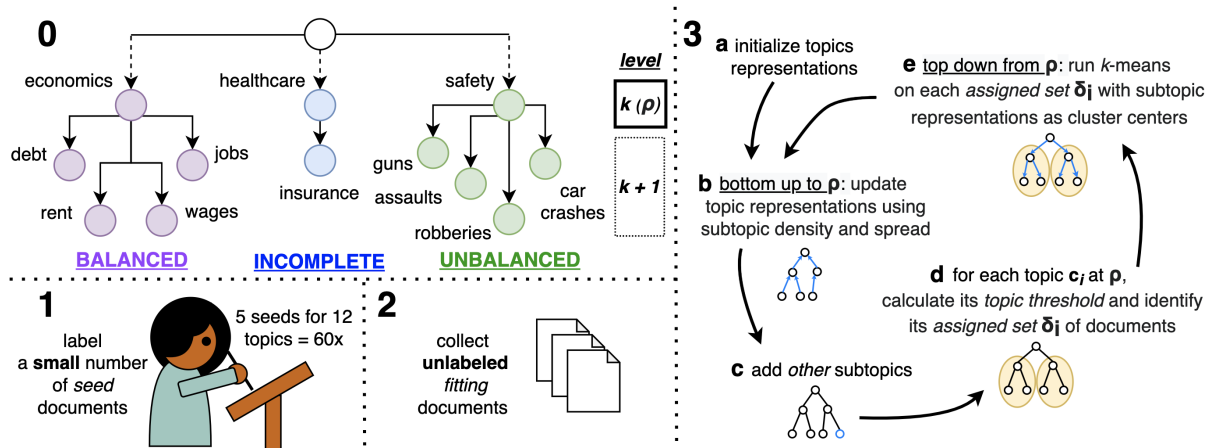 0
economics
healthcare
safety
level
k (ρ)
k + 1
debt
jobs
rent
wages
insurance
guns
assaults
robberies
car
crashes
BALANCED
INCOMPLETE
UNBALANCED
1
label
a small number
of seed
documents
5 seeds for 12
topics = 60x
2
collect
unlabeled
fitting
documents
3
a initialize topics
representations
b bottom up to ρ: update
topic representations using
subtopic density and spread
c add other subtopics
d for each topic ci at ρ,
calculate its topic threshold and identify
its assigned set δi of documents
e top down from ρ: run k-means
on each assigned set δi with subtopic
representations as cluster centers